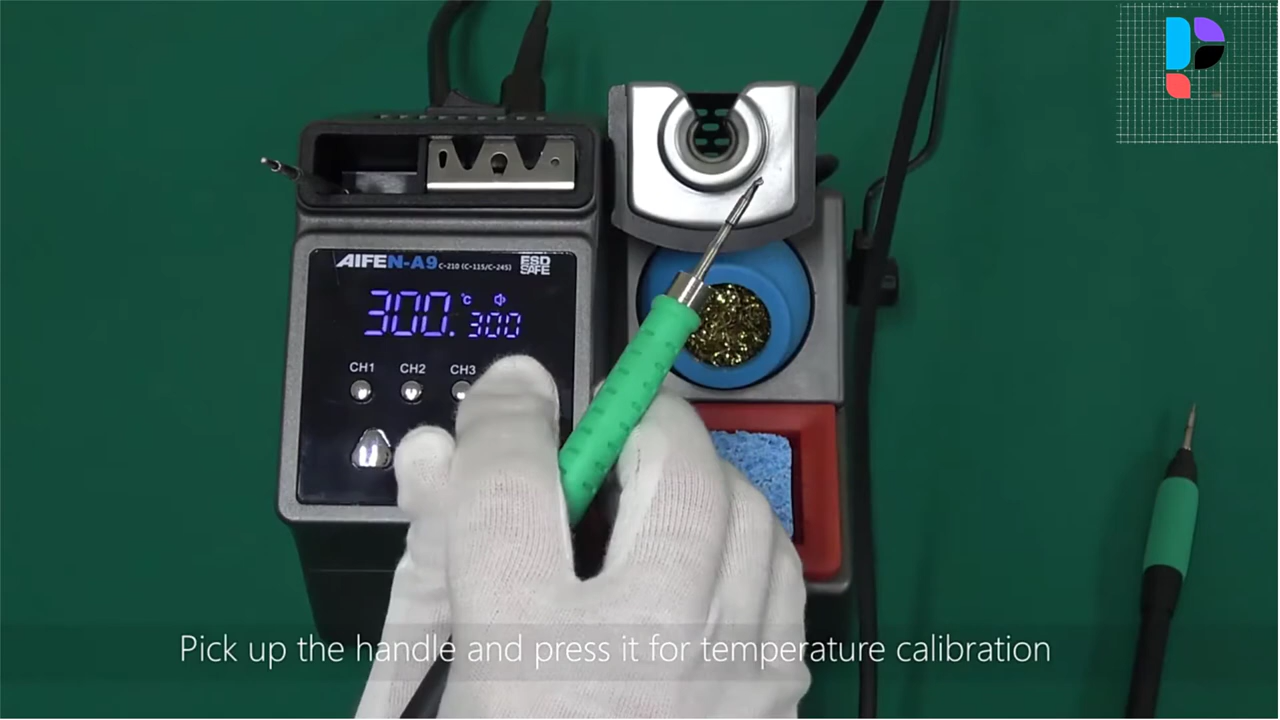 AIFEN-A9 C-210 (C-115/C-245)
ESD
SAFE
300. °C
300
CH1 CH2 CH3
Pick up the handle and press it for temperature calibration